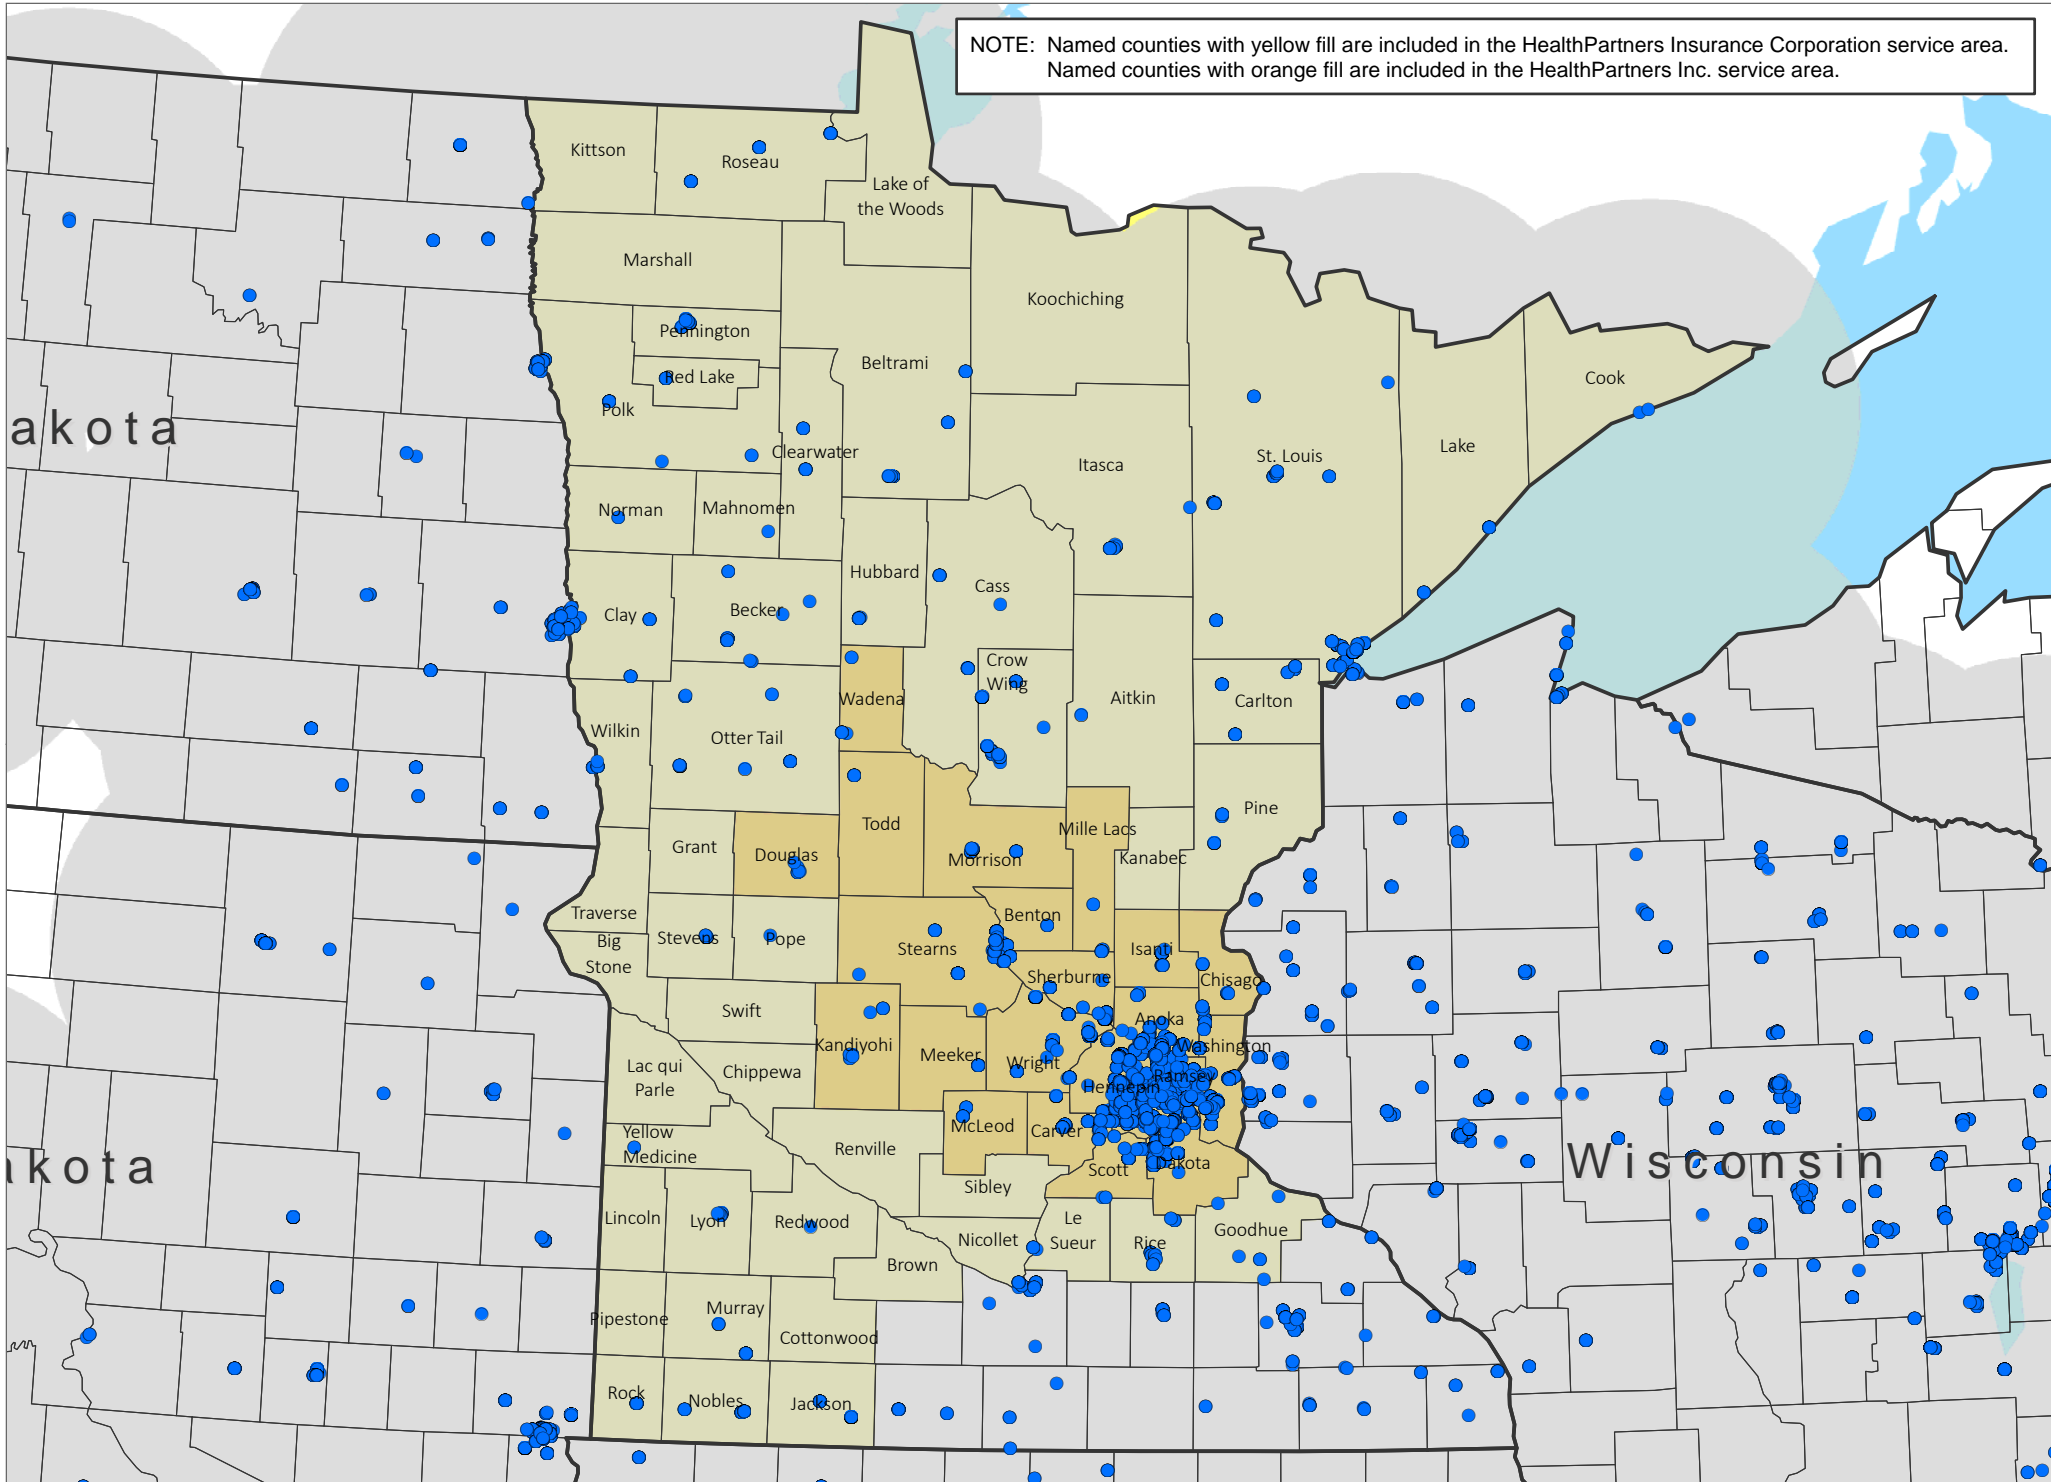 NOTE: Named counties with yellow fill are included in the HealthPartners Insurance Corporation service area.
Named counties with orange fill are included in the HealthPartners Inc. service area.
Kittson
Roseau
Lake of
the Woods
Marshall
Koochiching
Pennington
Beltrami
Red Lake
Cook
Polk
akota
Lake
Clearwater
Itasca
St. Louis
Norman
Mahnomen
Hubbard
Cass
Clay
Becker
Crow
Wing
Wadena
Aitkin
Carlton
Wilkin
Otter Tail
Pine
Todd
Mille Lacs
Grant
Douglas
Morrison
Kanabec
Traverse
Benton
Big
Stone
Stevens
Pope
Stearns
Isanti
Sherburne
Chisago
Swift
Anoka
Kandiyohi
Meeker
Wright
Washington
Lac qui
Parle
Chippewa
Ramsey
Hennepin
McLeod
Carver
Yellow
Medicine
Renville
Scott
Dakota
akota
Wisconsin
Sibley
Lincoln
Lyon
Redwood
Le
Sueur
Nicollet
Rice
Goodhue
Brown
Pipestone
Murray
Cottonwood
Rock
Nobles
Jackson